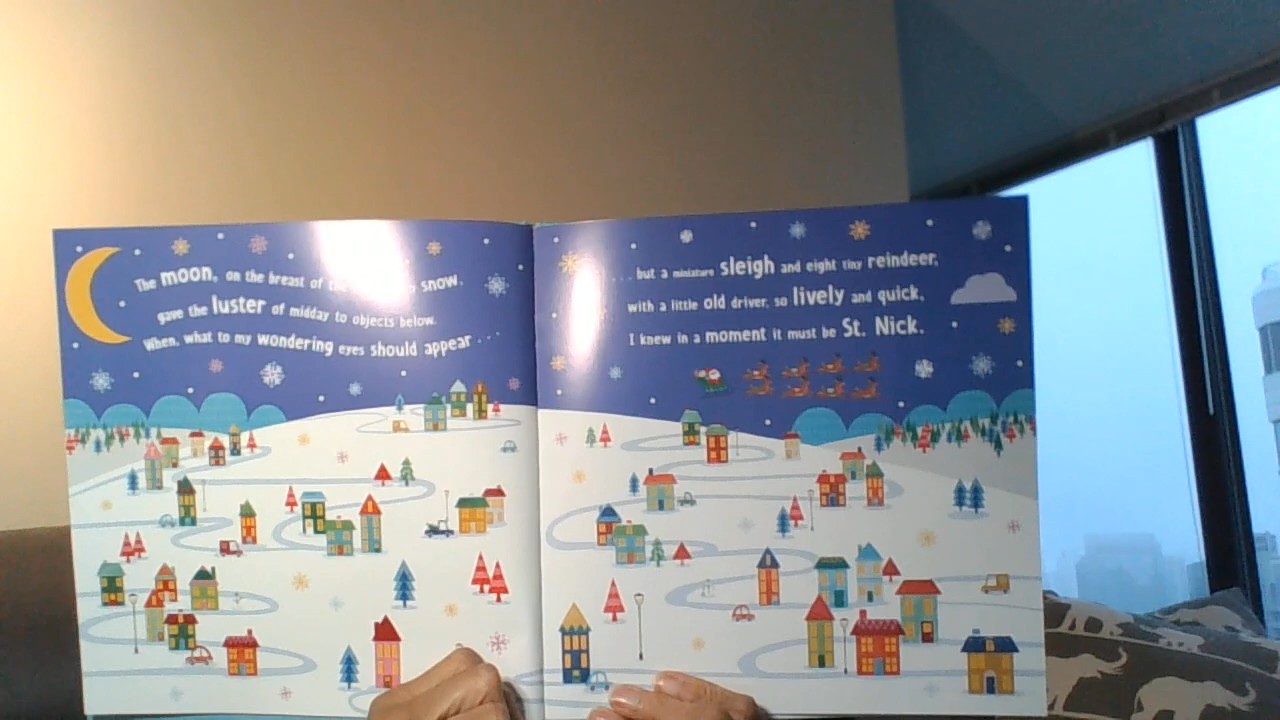 The moon, on the breast of snow,
gave the luster of midday to objects below.
When, what to my wondering eyes should appear ...
... but a miniature sleigh and eight tiny reindeer,
with a little old driver, so lively and quick,
I knew in a moment it must be St. Nick.